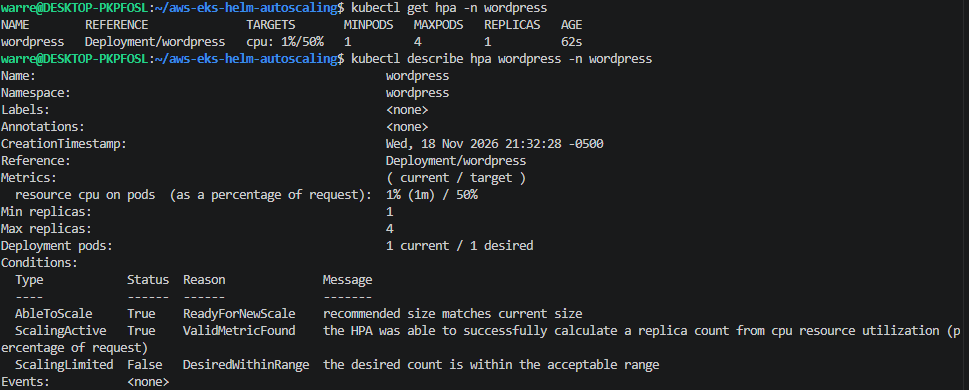 warre@DESKTOP-PKPFOSL:~/aws-eks-helm-autoscaling$ kubectl get hpa -n wordpress
NAME        REFERENCE              TARGETS       MINPODS   MAXPODS   REPLICAS   AGE
wordpress   Deployment/wordpress   cpu: 1%/50%   1         4         1          62s
warre@DESKTOP-PKPFOSL:~/aws-eks-helm-autoscaling$ kubectl describe hpa wordpress -n wordpress
Name:                                                  wordpress
Namespace:                                             wordpress
Labels:                                                <none>
Annotations:                                           <none>
CreationTimestamp:                                     Wed, 18 Nov 2026 21:32:28 -0500
Reference:                                             Deployment/wordpress
Metrics:                                               ( current / target )
  resource cpu on pods  (as a percentage of request):  1% (1m) / 50%
Min replicas:                                          1
Max replicas:                                          4
Deployment pods:                                       1 current / 1 desired
Conditions:
  Type            Status  Reason              Message
  ----            ------  ------              -------
  AbleToScale     True    ReadyForNewScale    recommended size matches current size
  ScalingActive   True    ValidMetricFound    the HPA was able to successfully calculate a replica count from cpu resource utilization (p
ercentage of request)
  ScalingLimited  False   DesiredWithinRange  the desired count is within the acceptable range
Events:           <none>